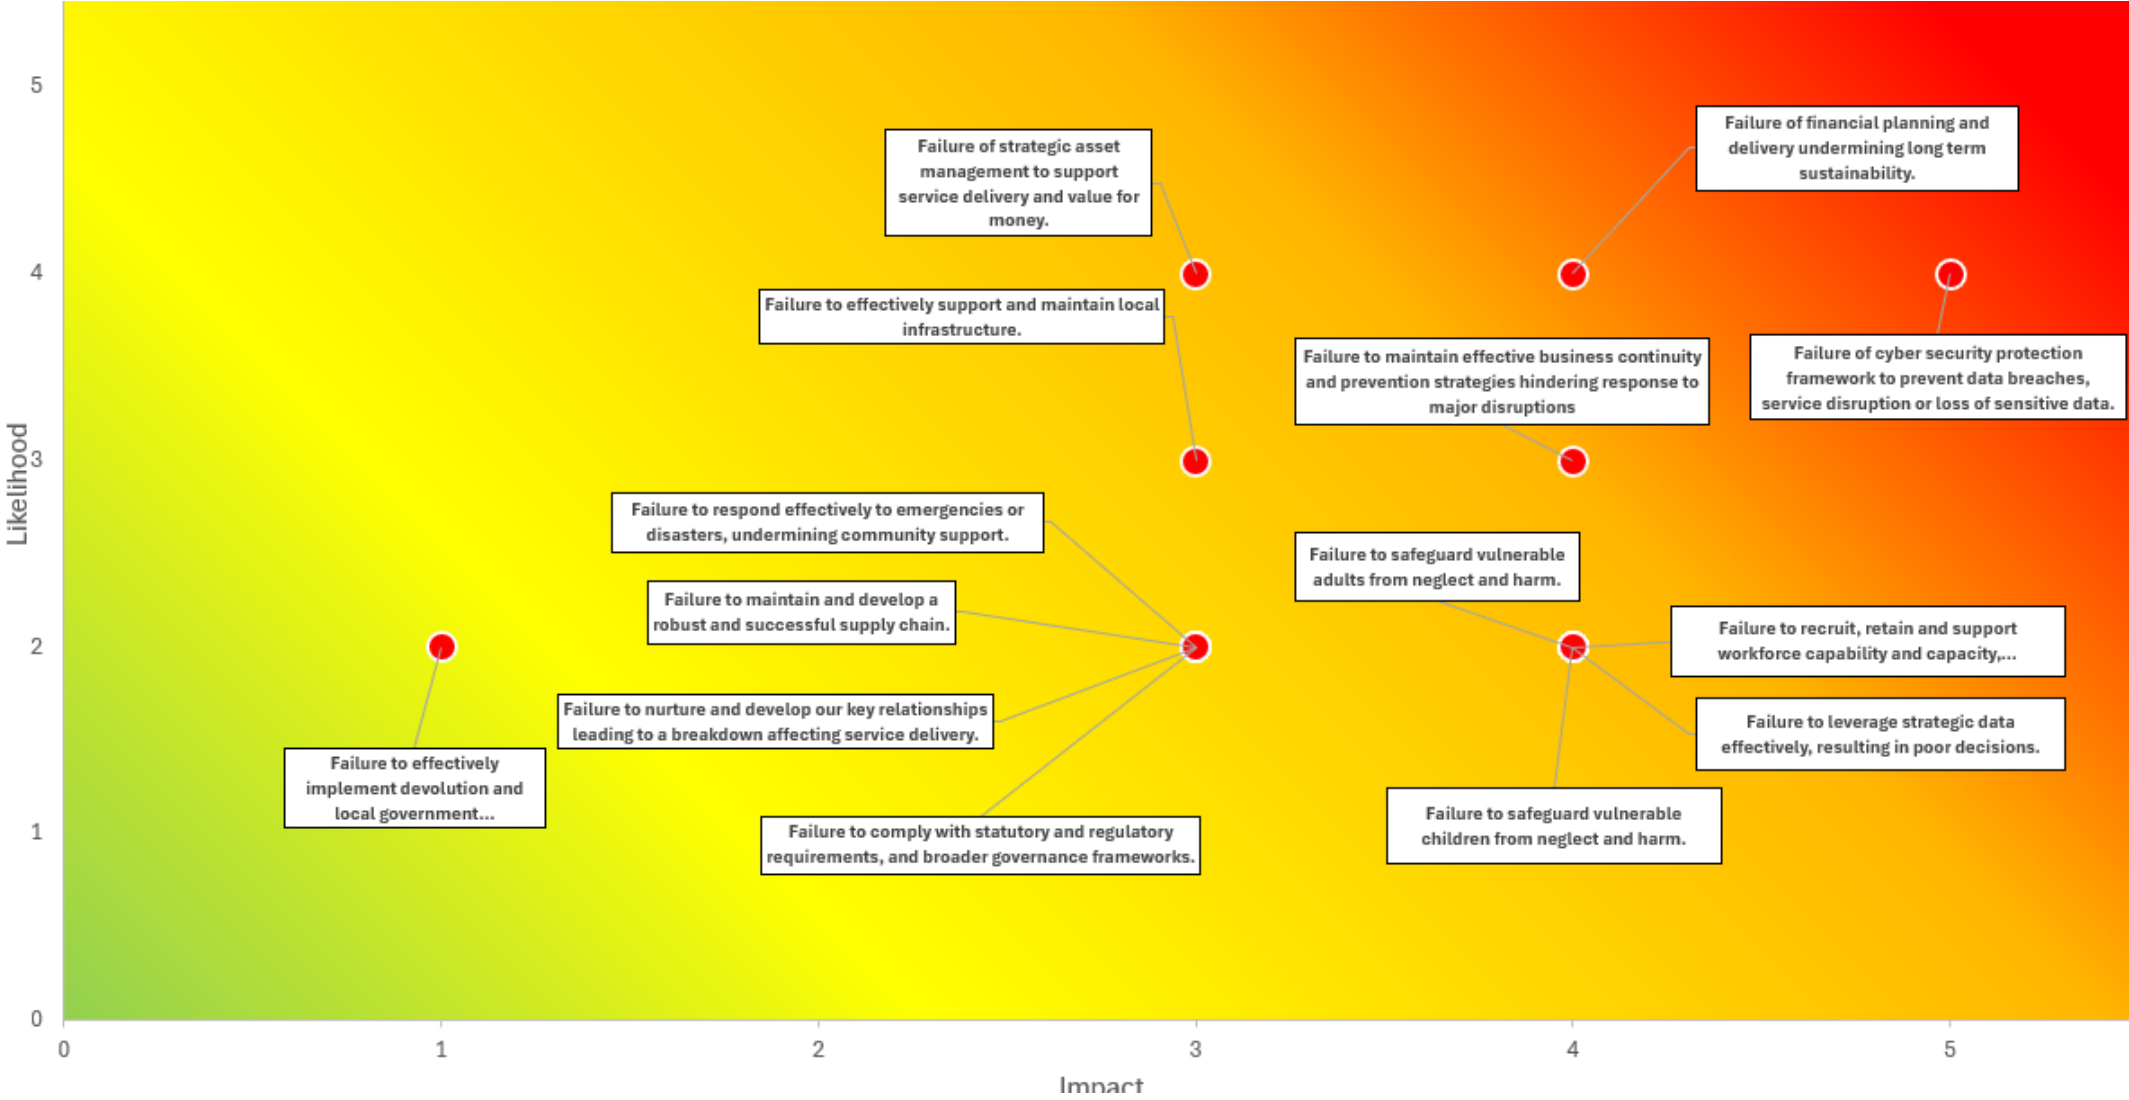 5
Failure of strategic asset
management to support
service delivery and value for
money.
Failure of financial planning and
delivery undermining long term
sustainability.
4
Failure to effectively support and maintain local
infrastructure.
Failure to maintain effective business continuity
and prevention strategies hindering response to
major disruptions
Failure of cyber security protection
framework to prevent data breaches,
service disruption or loss of sensitive data.
Likelihood
3
Failure to respond effectively to emergencies or
disasters, undermining community support.
Failure to safeguard vulnerable
adults from neglect and harm.
Failure to maintain and develop a
robust and successful supply chain.
Failure to recruit, retain and support
workforce capability and capacity,...
2
Failure to nurture and develop our key relationships
leading to a breakdown affecting service delivery.
Failure to leverage strategic data
effectively, resulting in poor decisions.
Failure to effectively
implement devolution and
local government...
Failure to safeguard vulnerable
children from neglect and harm.
1
Failure to comply with statutory and regulatory
requirements, and broader governance frameworks.
0
0 1 2 3 4 5
Impact